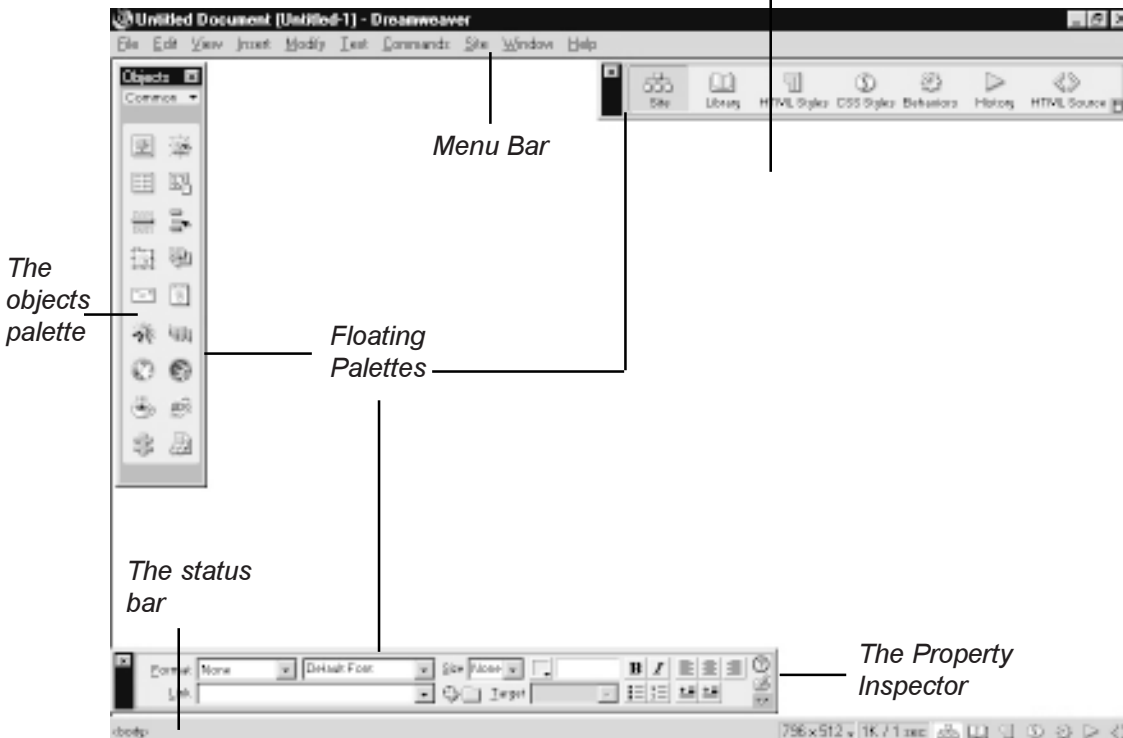 Untitled Document (Untitled-1) - Dreamweaver
File Edit View Insert Modify Text Commands Site Window Help
Objects
Common
Site Library HTML Styles CSS Styles Behaviors History HTML Source
Menu Bar
The
objects
palette
Floating
Palettes
The status
bar
Format None Default Font Size None
Link Target
The Property
Inspector
<body> 796 x 512 1K / 1 sec